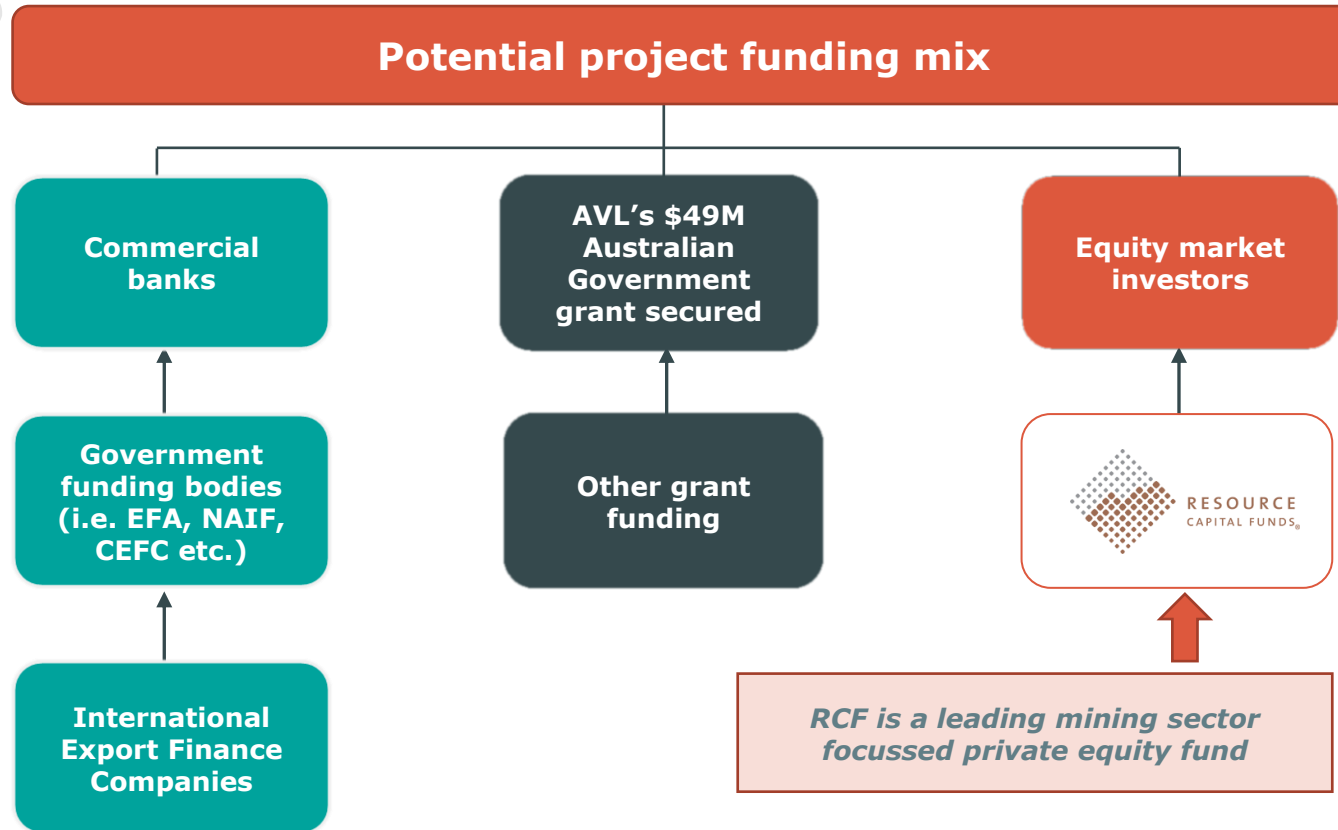 Potential project funding mix
Commercial
banks
AVL’s $49M
Australian
Government
grant secured
Equity market
investors
Government
funding bodies
(i.e. EFA, NAIF,
CEFC etc.)
Other grant
funding
RESOURCE
CAPITAL FUNDS®
International
Export Finance
Companies
RCF is a leading mining sector
focussed private equity fund